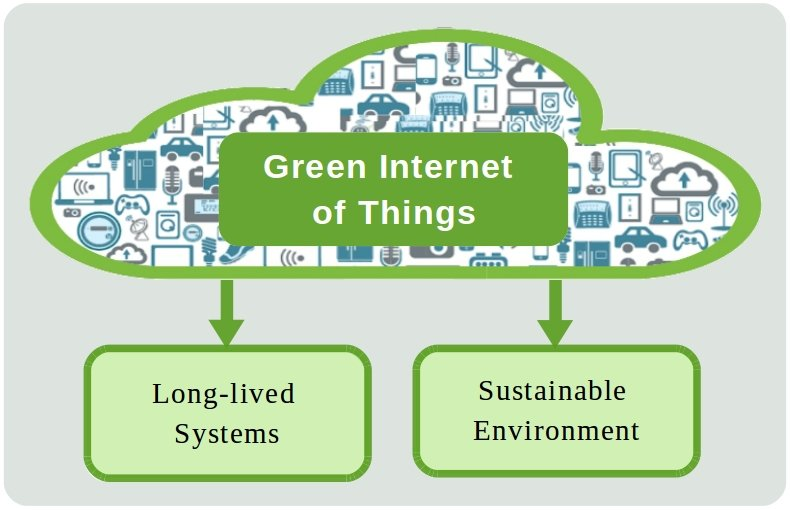 Green Internet
of Things
Long-lived
Systems
Sustainable
Environment